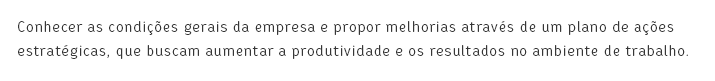 Conhecer as condições gerais da empresa e propor melhorias através de um plano de ações
estratégicas, que buscam aumentar a produtividade e os resultados no ambiente de trabalho.